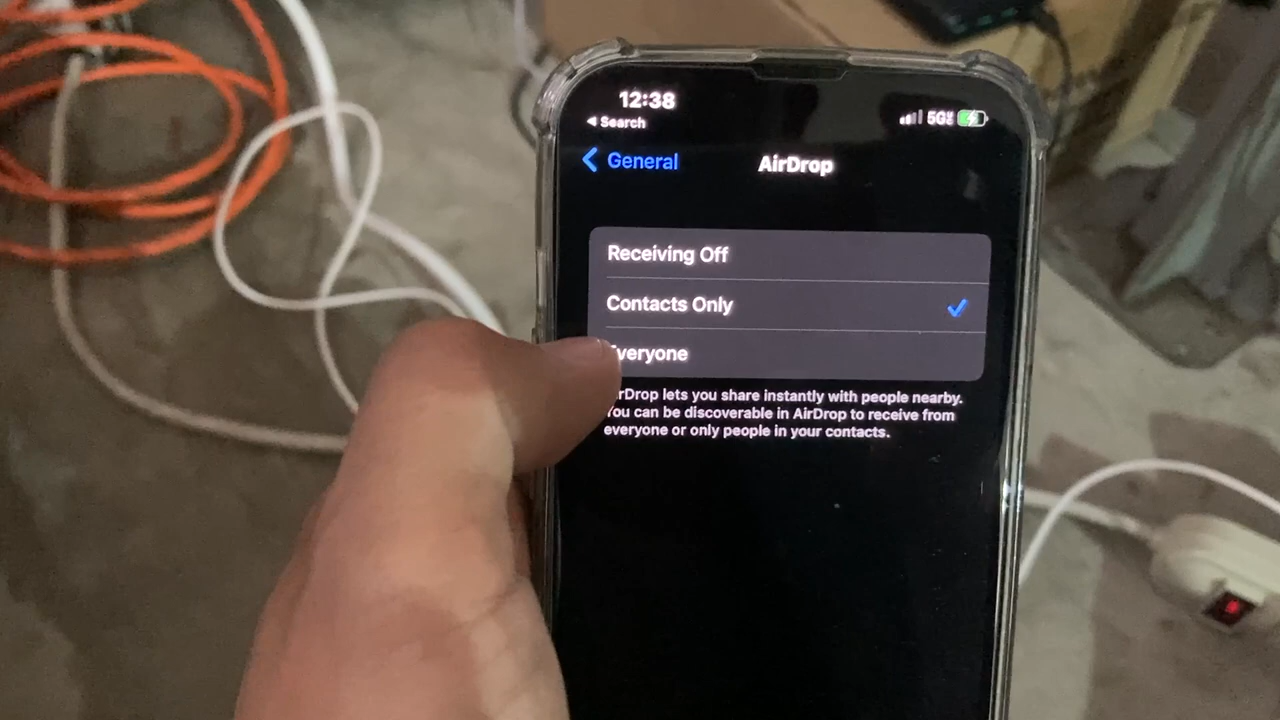 12:38
◀ Search
5G
General
AirDrop
Receiving Off
Contacts Only
veryone
rDrop lets you share instantly with people nearby.
You can be discoverable in AirDrop to receive from
everyone or only people in your contacts.